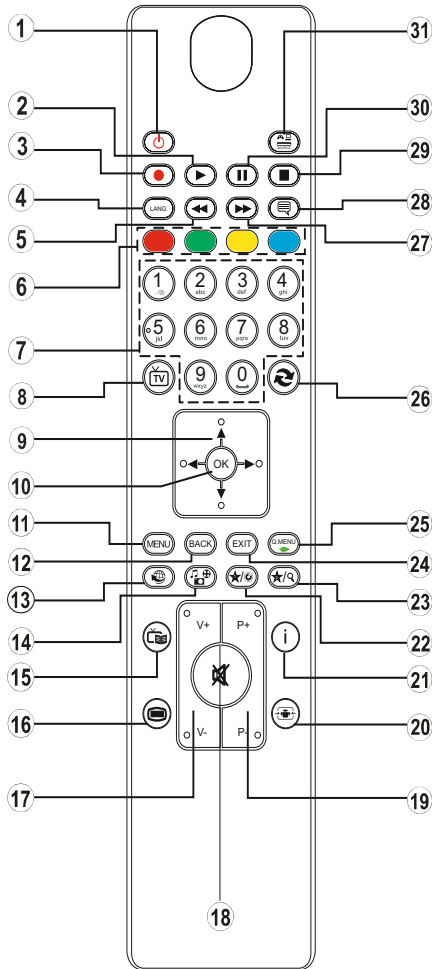 1
31
2
30
3
29
4
LANG.
28
5
27
6
1 .,@
2 abc
3 def
4 ghi
5 jkl
6 mno
7 pqrs
8 tuv
7
8
TV
9 wxyz
0
26
9
10
OK
11
MENU
BACK
EXIT
Q.MENU
25
12
24
13
23
14
22
V+
P+
15
i
21
16
20
17
V-
P-
19
18